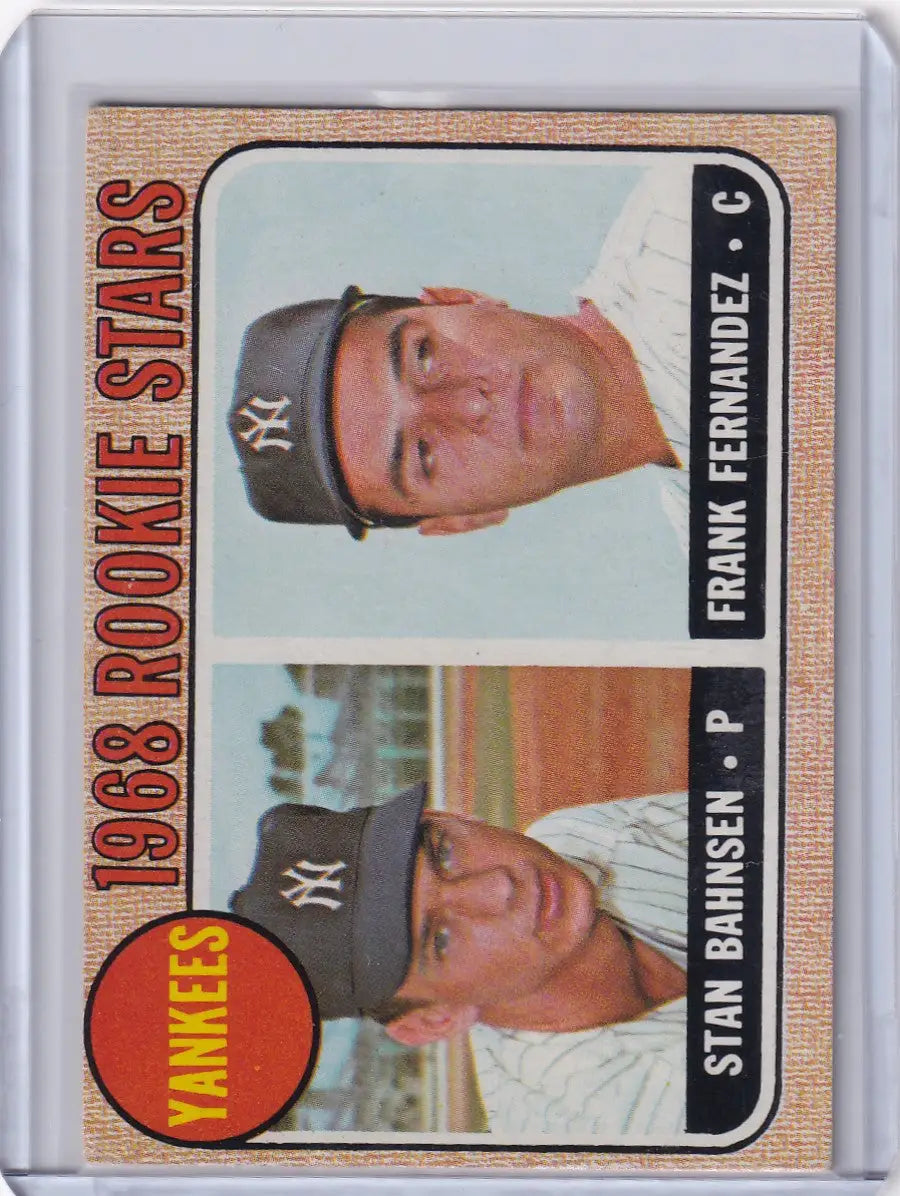 1968 ROOKIE STARS
YANKEES
STAN BAHNSEN • P
FRANK FERNANDEZ • C
NY
NY